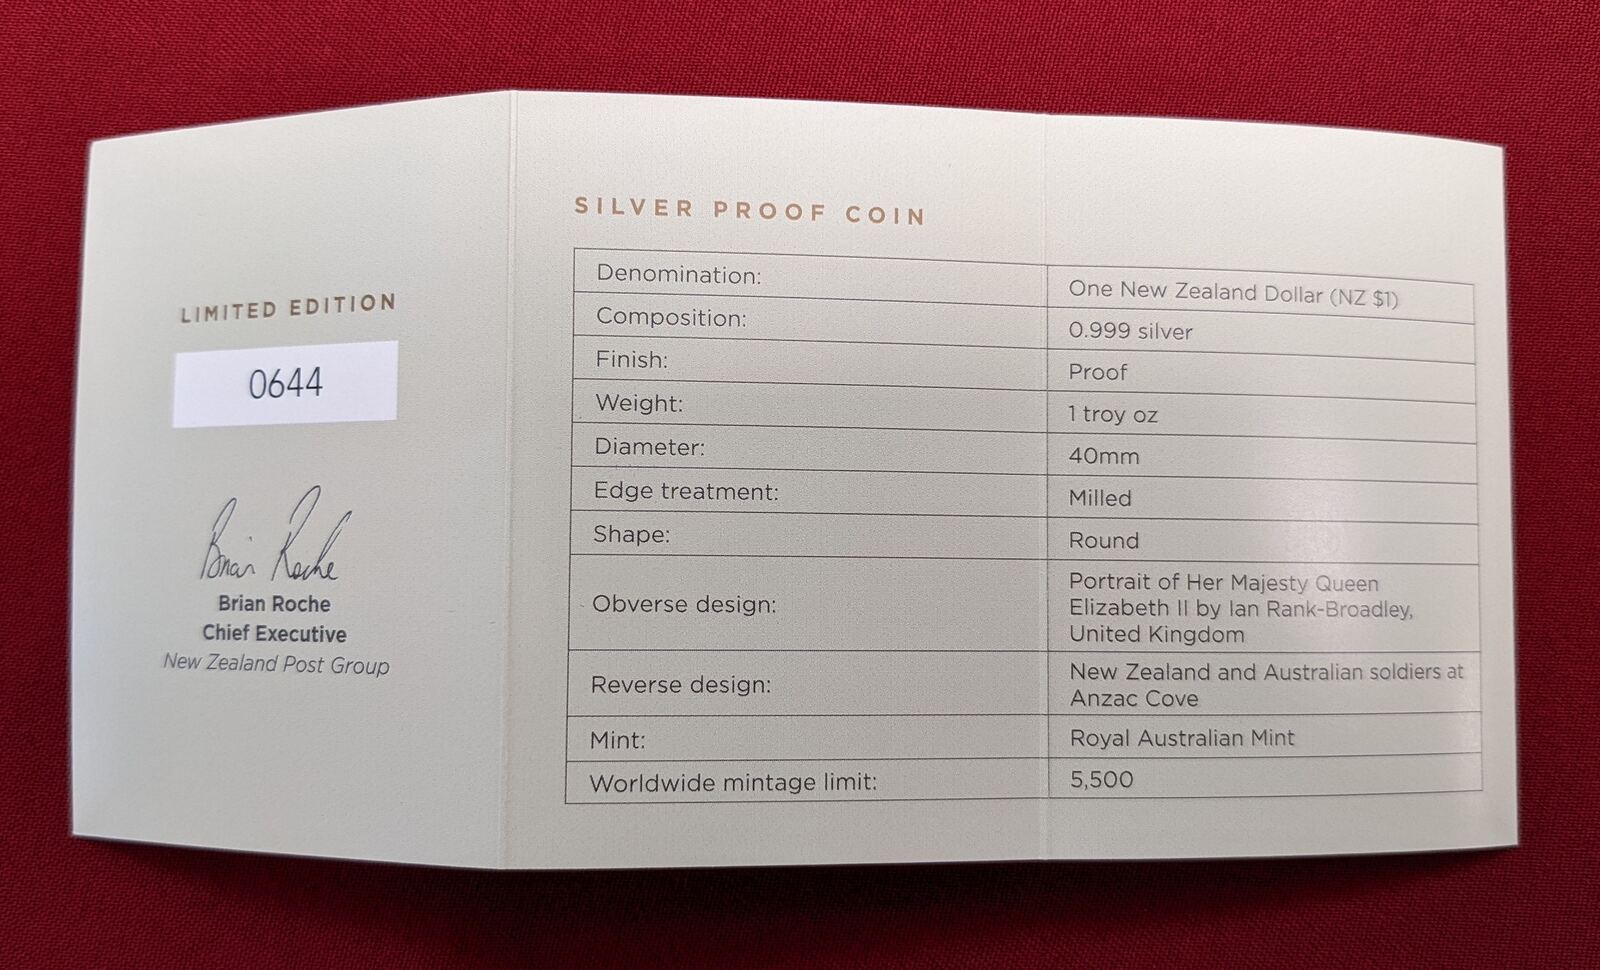 LIMITED EDITION
0644
Brian Roche
Brian Roche
Chief Executive
New Zealand Post Group
SILVER PROOF COIN
Denomination: One New Zealand Dollar (NZ $1)
Composition: 0.999 silver
Finish: Proof
Weight: 1 troy oz
Diameter: 40mm
Edge treatment: Milled
Shape: Round
Obverse design: Portrait of Her Majesty Queen
Elizabeth II by Ian Rank-Broadley,
United Kingdom
Reverse design: New Zealand and Australian soldiers at
Anzac Cove
Mint: Royal Australian Mint
Worldwide mintage limit: 5,500